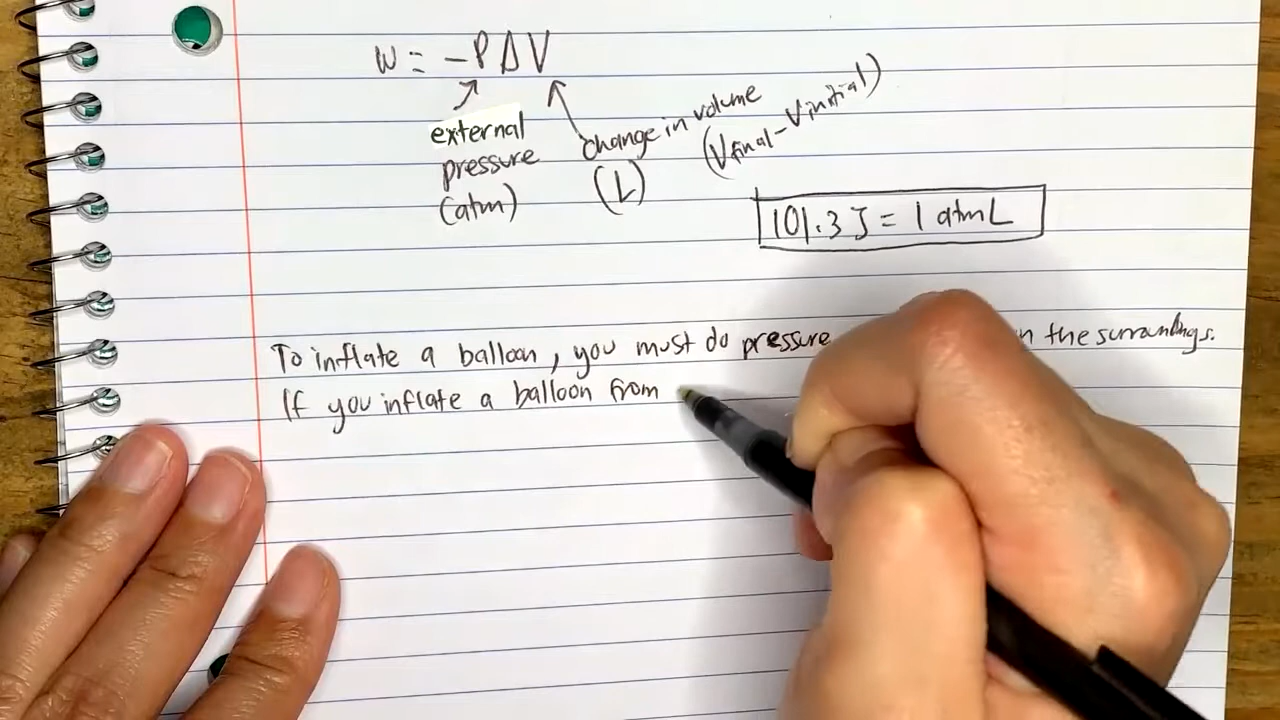 w = -PΔV
external pressure (atm)
change in volume (Vfinal - Vinitial)
(L)
101.3 J = 1 atm L
To inflate a balloon, you must do pressure n the surroundings.
If you inflate a balloon from